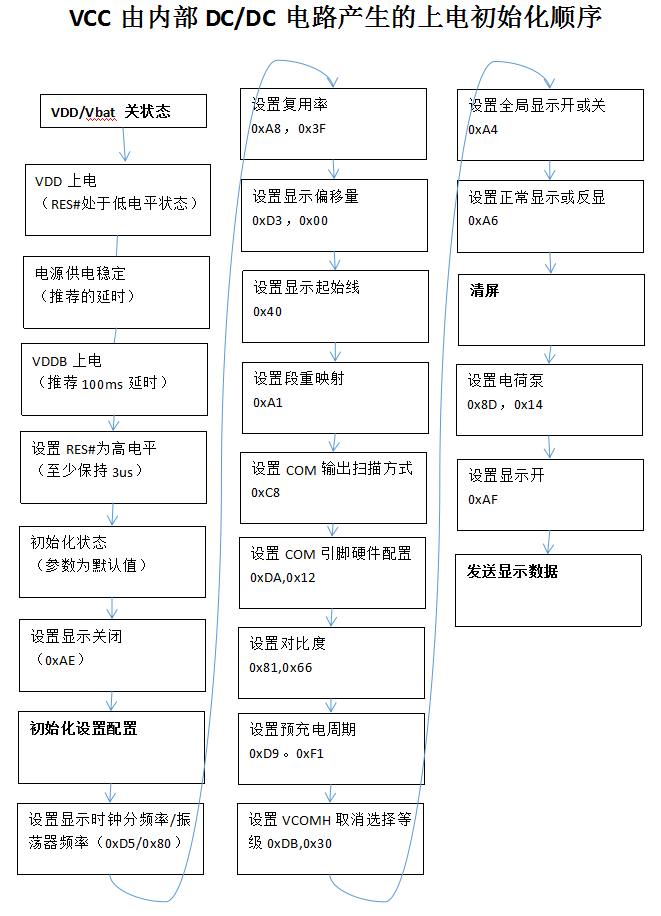 VCC 由内部 DC/DC 电路产生的上电初始化顺序
VDD/Vbat 关状态
VDD 上电
（RES#处于低电平状态）
电源供电稳定
（推荐的延时）
VDDB 上电
（推荐 100ms 延时）
设置 RES#为高电平
（至少保持 3us）
初始化状态
（参数为默认值）
设置显示关闭
（0xAE）
初始化设置配置
设置显示时钟分频率/振
荡器频率（0xD5/0x80）
设置复用率
0xA8，0x3F
设置显示偏移量
0xD3，0x00
设置显示起始线
0x40
设置段重映射
0xA1
设置 COM 输出扫描方式
0xC8
设置 COM 引脚硬件配置
0xDA,0x12
设置对比度
0x81,0x66
设置预充电周期
0xD9。0xF1
设置 VCOMH 取消选择等
级 0xDB,0x30
设置全局显示开或关
0xA4
设置正常显示或反显
0xA6
清屏
设置电荷泵
0x8D，0x14
设置显示开
0xAF
发送显示数据